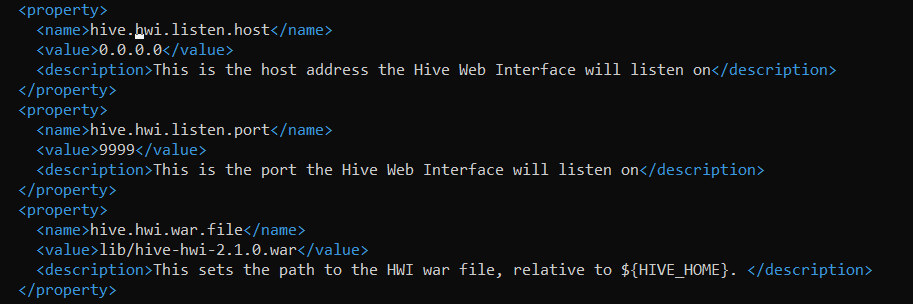 <property>
<name>hive.hwi.listen.host</name>
<value>0.0.0.0</value>
<description>This is the host address the Hive Web Interface will listen on</description>
</property>
<property>
<name>hive.hwi.listen.port</name>
<value>9999</value>
<description>This is the port the Hive Web Interface will listen on</description>
</property>
<property>
<name>hive.hwi.war.file</name>
<value>lib/hive-hwi-2.1.0.war</value>
<description>This sets the path to the HWI war file, relative to ${HIVE_HOME}. </description>
</property>